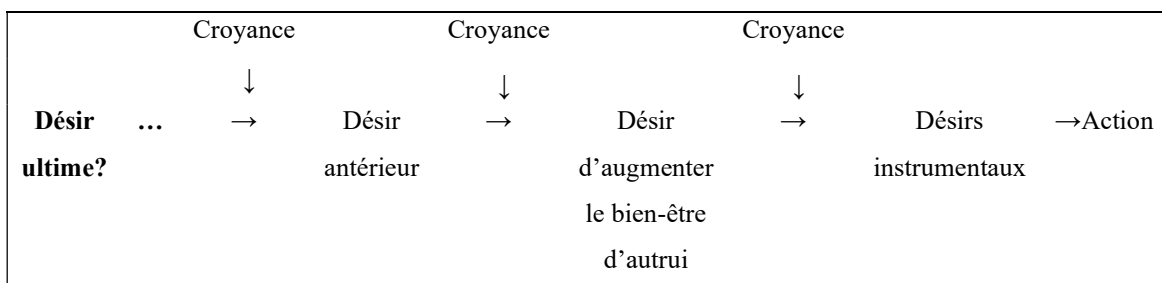 Croyance Croyance Croyance
↓ ↓ ↓
Désir … → Désir → Désir → Désirs →Action
ultime? antérieur d’augmenter instrumentaux
le bien-être
d’autrui